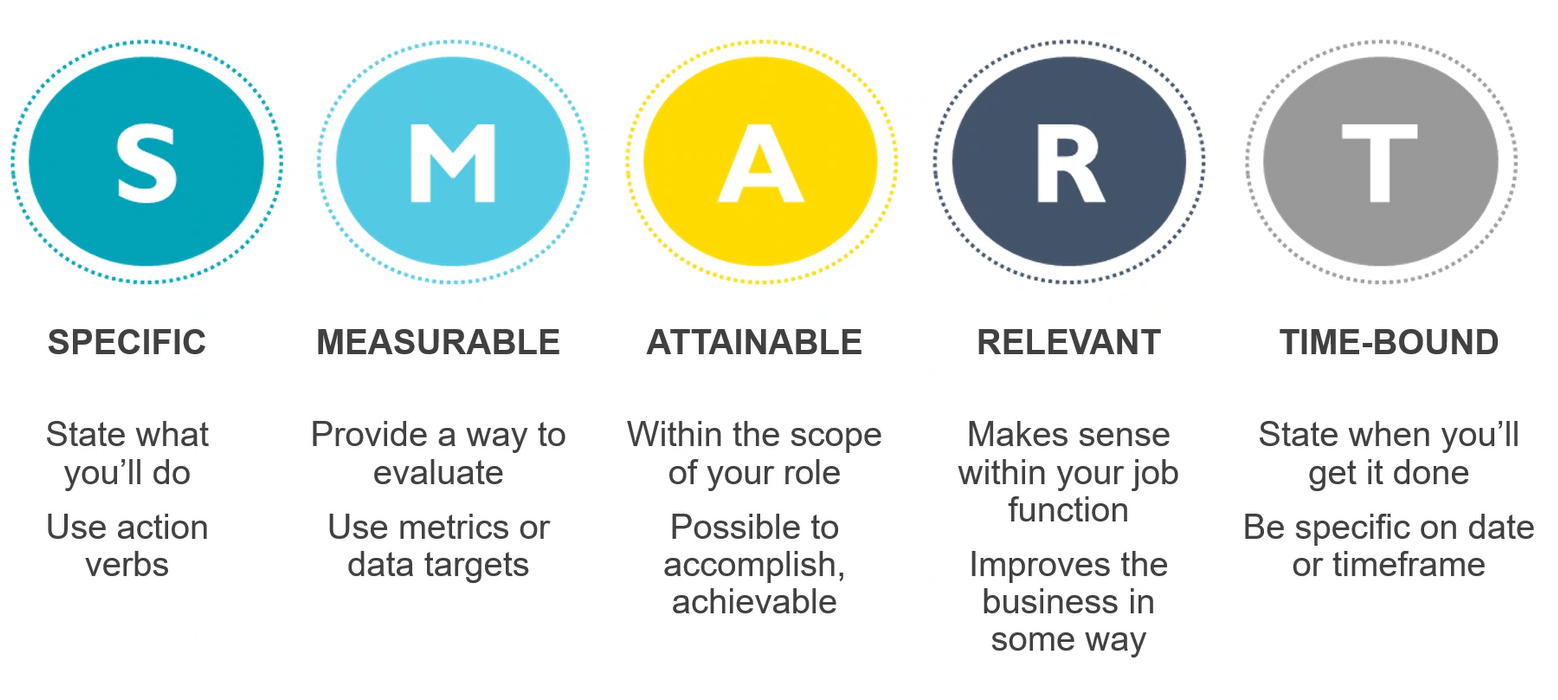 S
M
A
R
T
SPECIFIC
State what
you’ll do
Use action
verbs
MEASURABLE
Provide a way to
evaluate
Use metrics or
data targets
ATTAINABLE
Within the scope
of your role
Possible to
accomplish,
achievable
RELEVANT
Makes sense
within your job
function
Improves the
business in
some way
TIME-BOUND
State when you’ll
get it done
Be specific on date
or timeframe